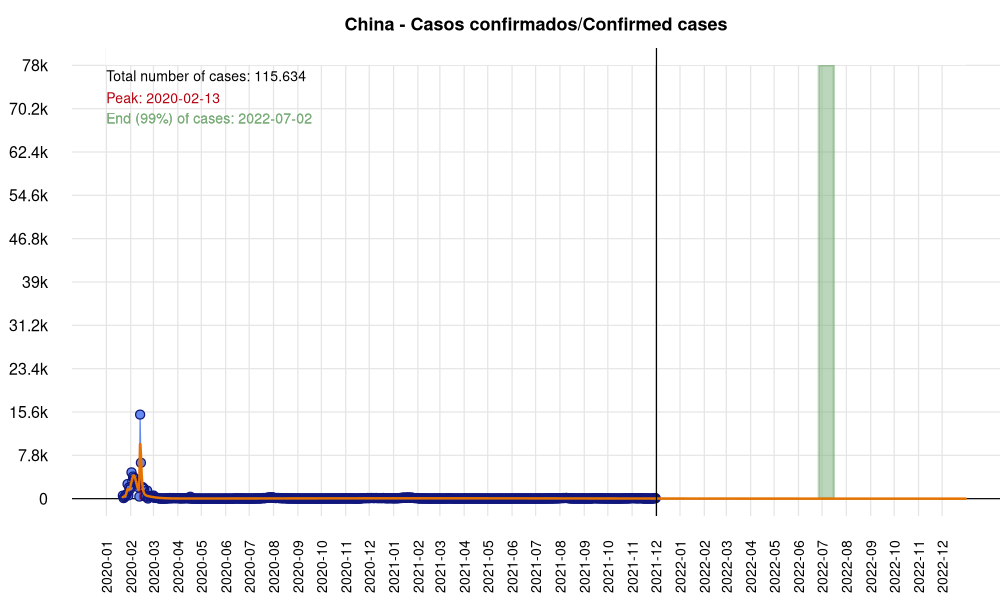 China - Casos confirmados/Confirmed cases
Total number of cases: 115.634
Peak: 2020-02-13
End (99%) of cases: 2022-07-02
78k
70.2k
62.4k
54.6k
46.8k
39k
31.2k
23.4k
15.6k
7.8k
0
2020-01
2020-02
2020-03
2020-04
2020-05
2020-06
2020-07
2020-08
2020-09
2020-10
2020-11
2020-12
2021-01
2021-02
2021-03
2021-04
2021-05
2021-06
2021-07
2021-08
2021-09
2021-10
2021-11
2021-12
2022-01
2022-02
2022-03
2022-04
2022-05
2022-06
2022-07
2022-08
2022-09
2022-10
2022-11
2022-12